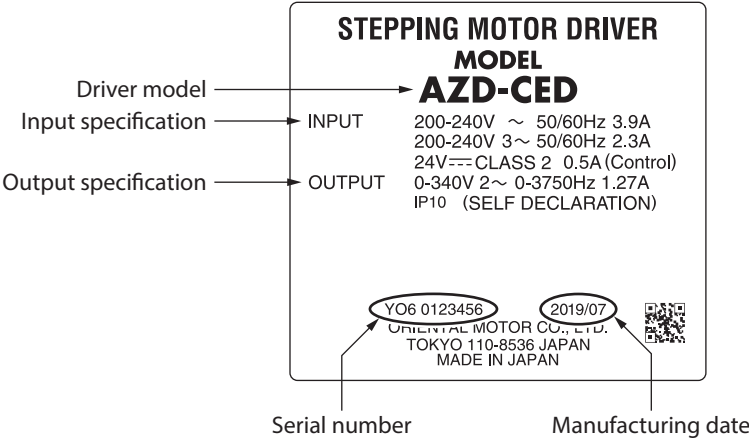 STEPPING MOTOR DRIVER
MODEL
Driver model AZD-CED
Input specification INPUT 200-240V ～ 50/60Hz 3.9A
200-240V 3～ 50/60Hz 2.3A
24V⎓CLASS 2 0.5A (Control)
Output specification OUTPUT 0-340V 2～ 0-3750Hz 1.27A
IP10 (SELF DECLARATION)
YO6 0123456 2019/07
ORIENTAL MOTOR CO., LTD.
TOKYO 110-8536 JAPAN
MADE IN JAPAN
Serial number Manufacturing date